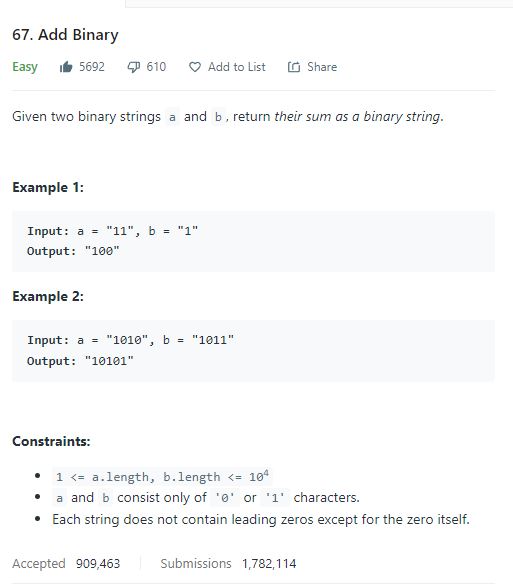 67. Add Binary
Easy 5692 610 Add to List Share
Given two binary strings a and b, return their sum as a binary string.
Example 1:
Input: a = "11", b = "1"
Output: "100"
Example 2:
Input: a = "1010", b = "1011"
Output: "10101"
Constraints:
• 1 <= a.length, b.length <= 10⁴
• a and b consist only of '0' or '1' characters.
• Each string does not contain leading zeros except for the zero itself.
Accepted 909,463 Submissions 1,782,114